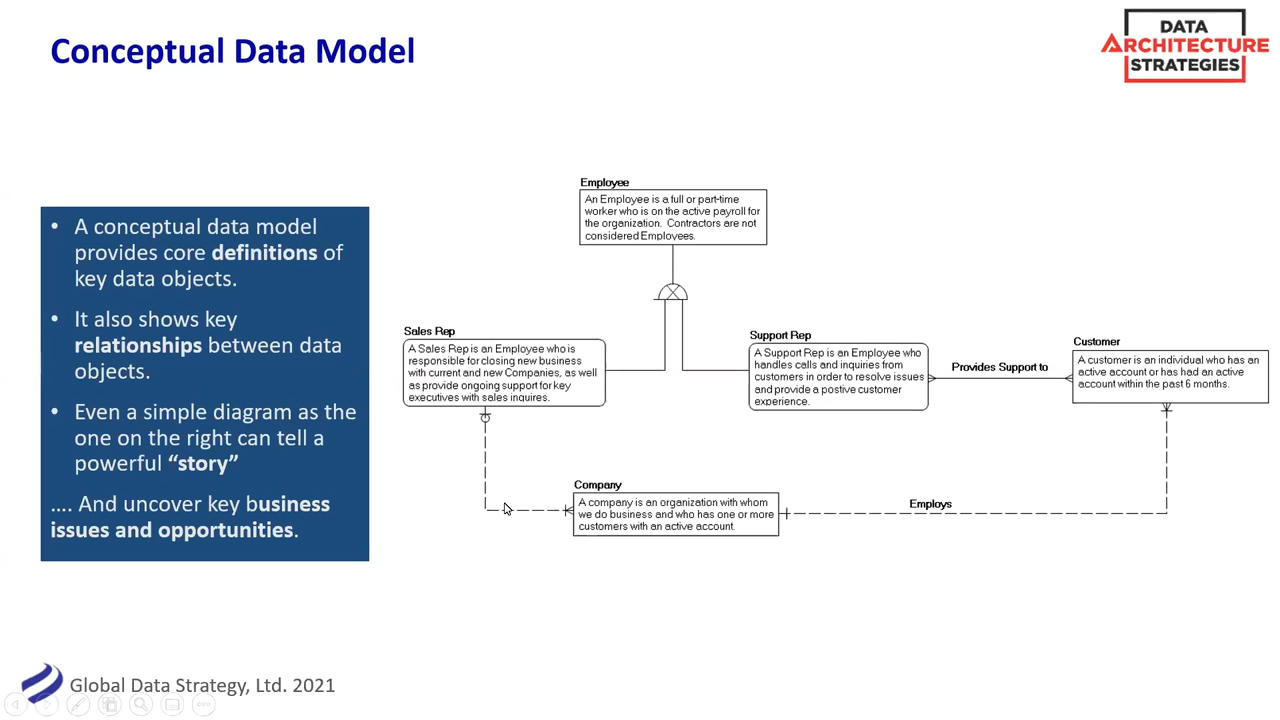 Conceptual Data Model
DATA
ARCHITECTURE
STRATEGIES
• A conceptual data model
provides core definitions of
key data objects.
• It also shows key
relationships between data
objects.
• Even a simple diagram as the
one on the right can tell a
powerful “story”
…. And uncover key business
issues and opportunities.
Employee
An Employee is a full or part-time
worker who is on the active payroll for
the organization. Contractors are not
considered Employees.
Sales Rep
A Sales Rep is an Employee who is
responsible for closing new business
with current and new Companies, as well
as provide ongoing support for key
executives with sales inquires.
Support Rep
A Support Rep is an Employee who
handles calls and inquiries from
customers in order to resolve issues
and provide a postive customer
experience.
Provides Support to
Customer
A customer is an individual who has an
active account or has had an active
account within the past 6 months.
Company
A company is an organization with whom
we do business and who has one or more
customers with an active account.
Employs
Global Data Strategy, Ltd. 2021